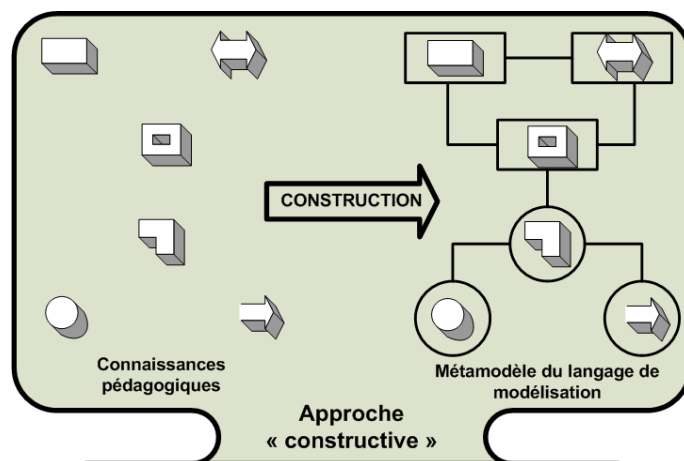 CONSTRUCTION
Connaissances
pédagogiques
Métamodèle du langage de
modélisation
Approche
« constructive »